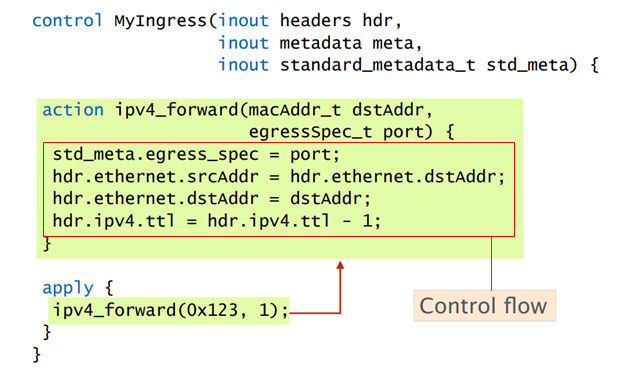 control MyIngress(inout headers hdr,
inout metadata meta,
inout standard_metadata_t std_meta) {
action ipv4_forward(macAddr_t dstAddr,
egressSpec_t port) {
std_meta.egress_spec = port;
hdr.ethernet.srcAddr = hdr.ethernet.dstAddr;
hdr.ethernet.dstAddr = dstAddr;
hdr.ipv4.ttl = hdr.ipv4.ttl - 1;
}
apply {
ipv4_forward(0x123, 1);
}
}
Control flow